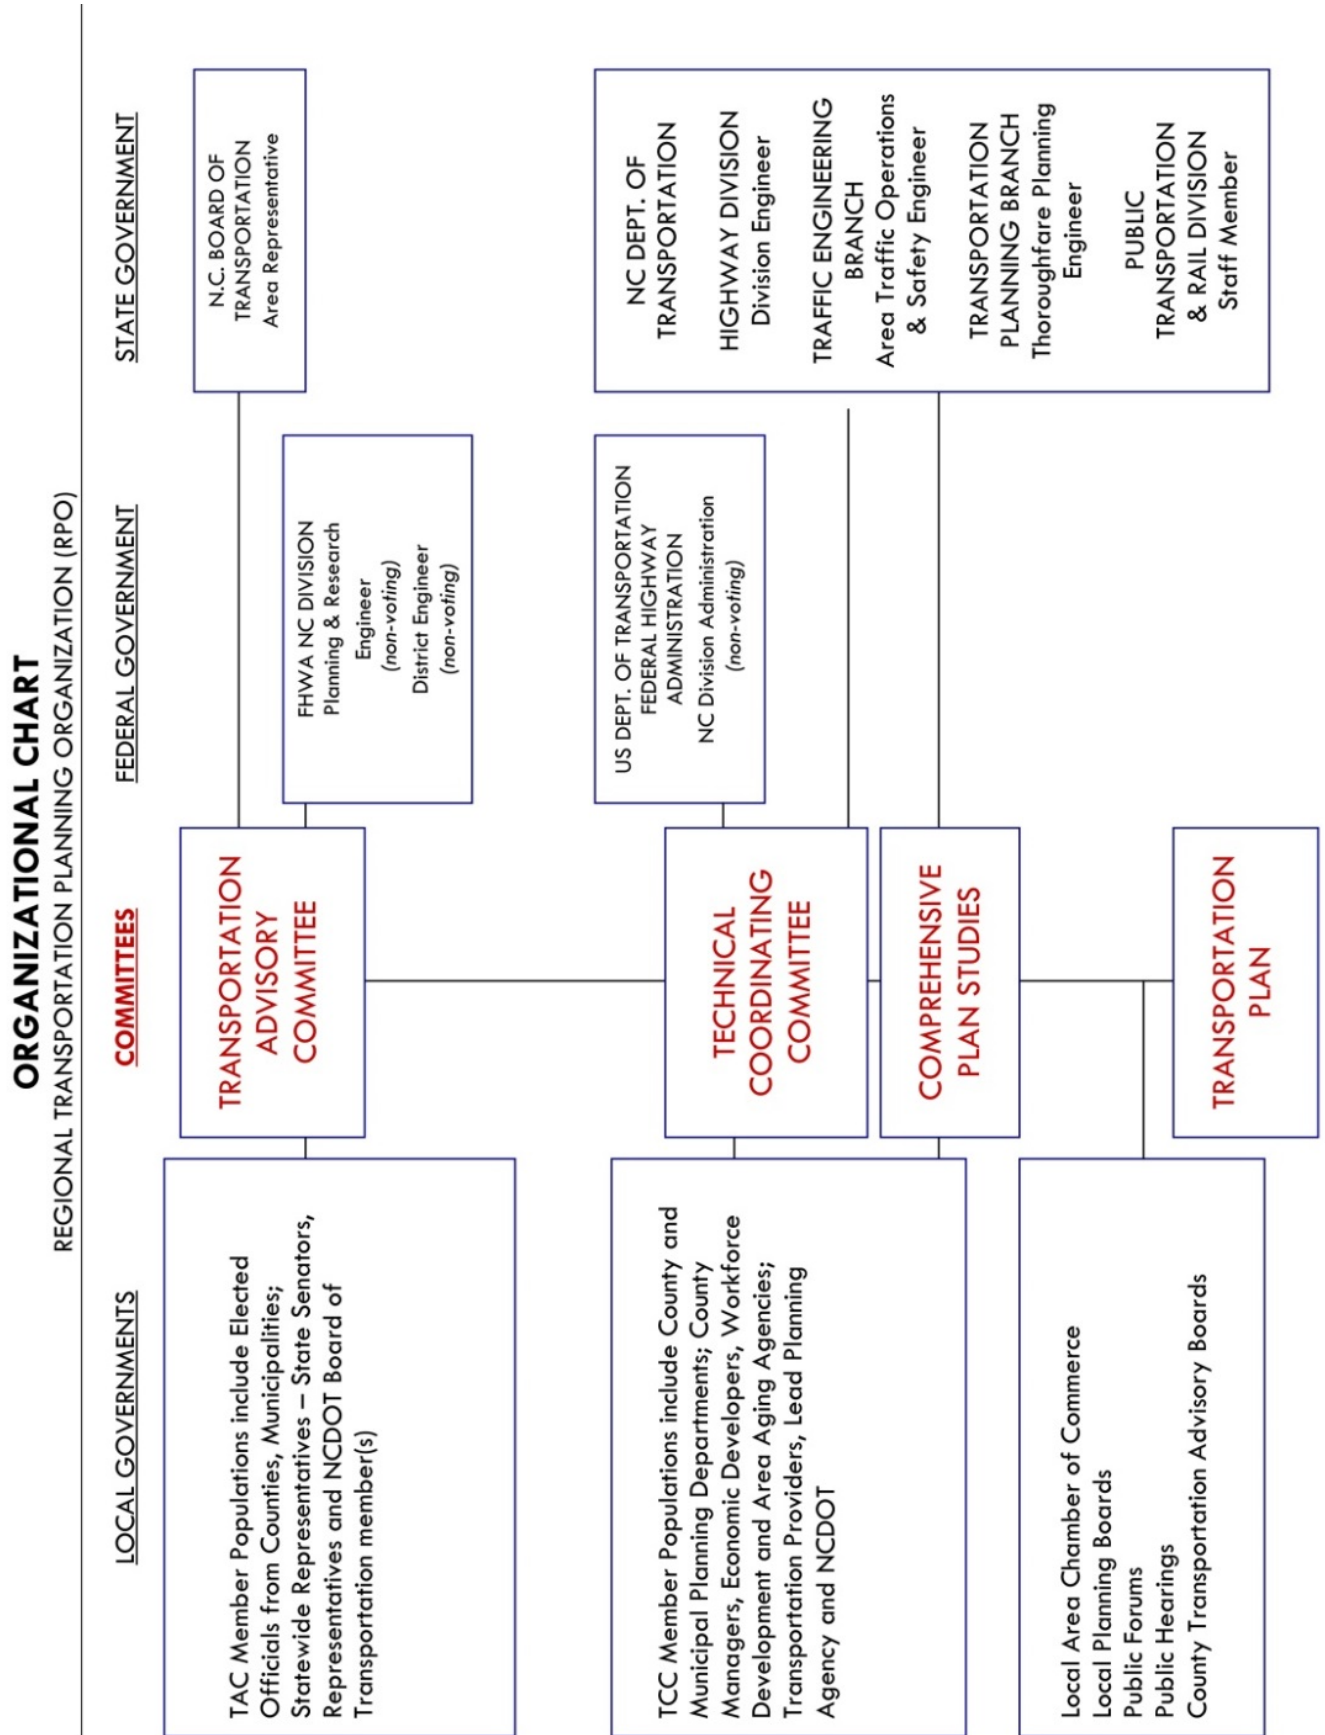 ORGANIZATIONAL CHART
REGIONAL TRANSPORTATION PLANNING ORGANIZATION (RPO)
LOCAL GOVERNMENTS
COMMITTEES
FEDERAL GOVERNMENT
STATE GOVERNMENT
TAC Member Populations include Elected
Officials from Counties, Municipalities;
Statewide Representatives – State Senators,
Representatives and NCDOT Board of
Transportation member(s)
TRANSPORTATION
ADVISORY
COMMITTEE
FHWA NC DIVISION
Planning & Research
Engineer
(non-voting)
District Engineer
(non-voting)
N.C. BOARD OF
TRANSPORTATION
Area Representative
TCC Member Populations include County and
Municipal Planning Departments; County
Managers, Economic Developers, Workforce
Development and Area Aging Agencies;
Transportation Providers, Lead Planning
Agency and NCDOT
TECHNICAL
COORDINATING
COMMITTEE
US DEPT. OF TRANSPORTATION
FEDERAL HIGHWAY
ADMINISTRATION
NC Division Administration
(non-voting)
NC DEPT. OF
TRANSPORTATION
HIGHWAY DIVISION
Division Engineer
TRAFFIC ENGINEERING
BRANCH
Area Traffic Operations
& Safety Engineer
TRANSPORTATION
PLANNING BRANCH
Thoroughfare Planning
Engineer
PUBLIC
TRANSPORTATION
& RAIL DIVISION
Staff Member
COMPREHENSIVE
PLAN STUDIES
Local Area Chamber of Commerce
Local Planning Boards
Public Forums
Public Hearings
County Transportation Advisory Boards
TRANSPORTATION
PLAN